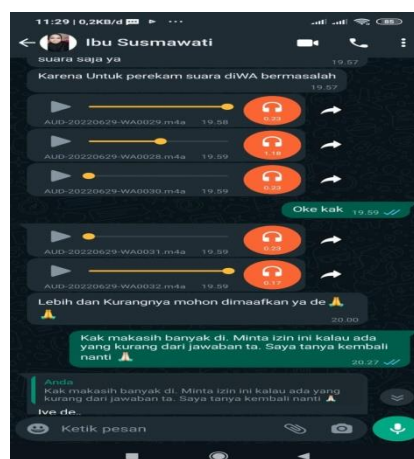 11:29 | 0,2KB/d
85
Ibu Susmawati
suara saja ya
19.57
Karena Untuk perekam suara diWA bermasalah
19.57
0.33
AUD-20220629-WA0029.m4a 19.58
1.18
AUD-20220629-WA0028.m4a 19.59
0.23
AUD-20220629-WA0030.m4a 19.59
Oke kak 19.59
0.23
AUD-20220629-WA0031.m4a 19.59
0.17
AUD-20220629-WA0032.m4a 19.59
Lebih dan Kurangnya mohon dimaafkan ya de
20.00
Kak makasih banyak di. Minta izin ini kalau ada
yang kurang dari jawaban ta. Saya tanya kembali
nanti 20.27
Anda
Kak makasih banyak di. Minta izin ini kalau ada yang
kurang dari jawaban ta. Saya tanya kembali nanti
Iye de..
Ketik pesan